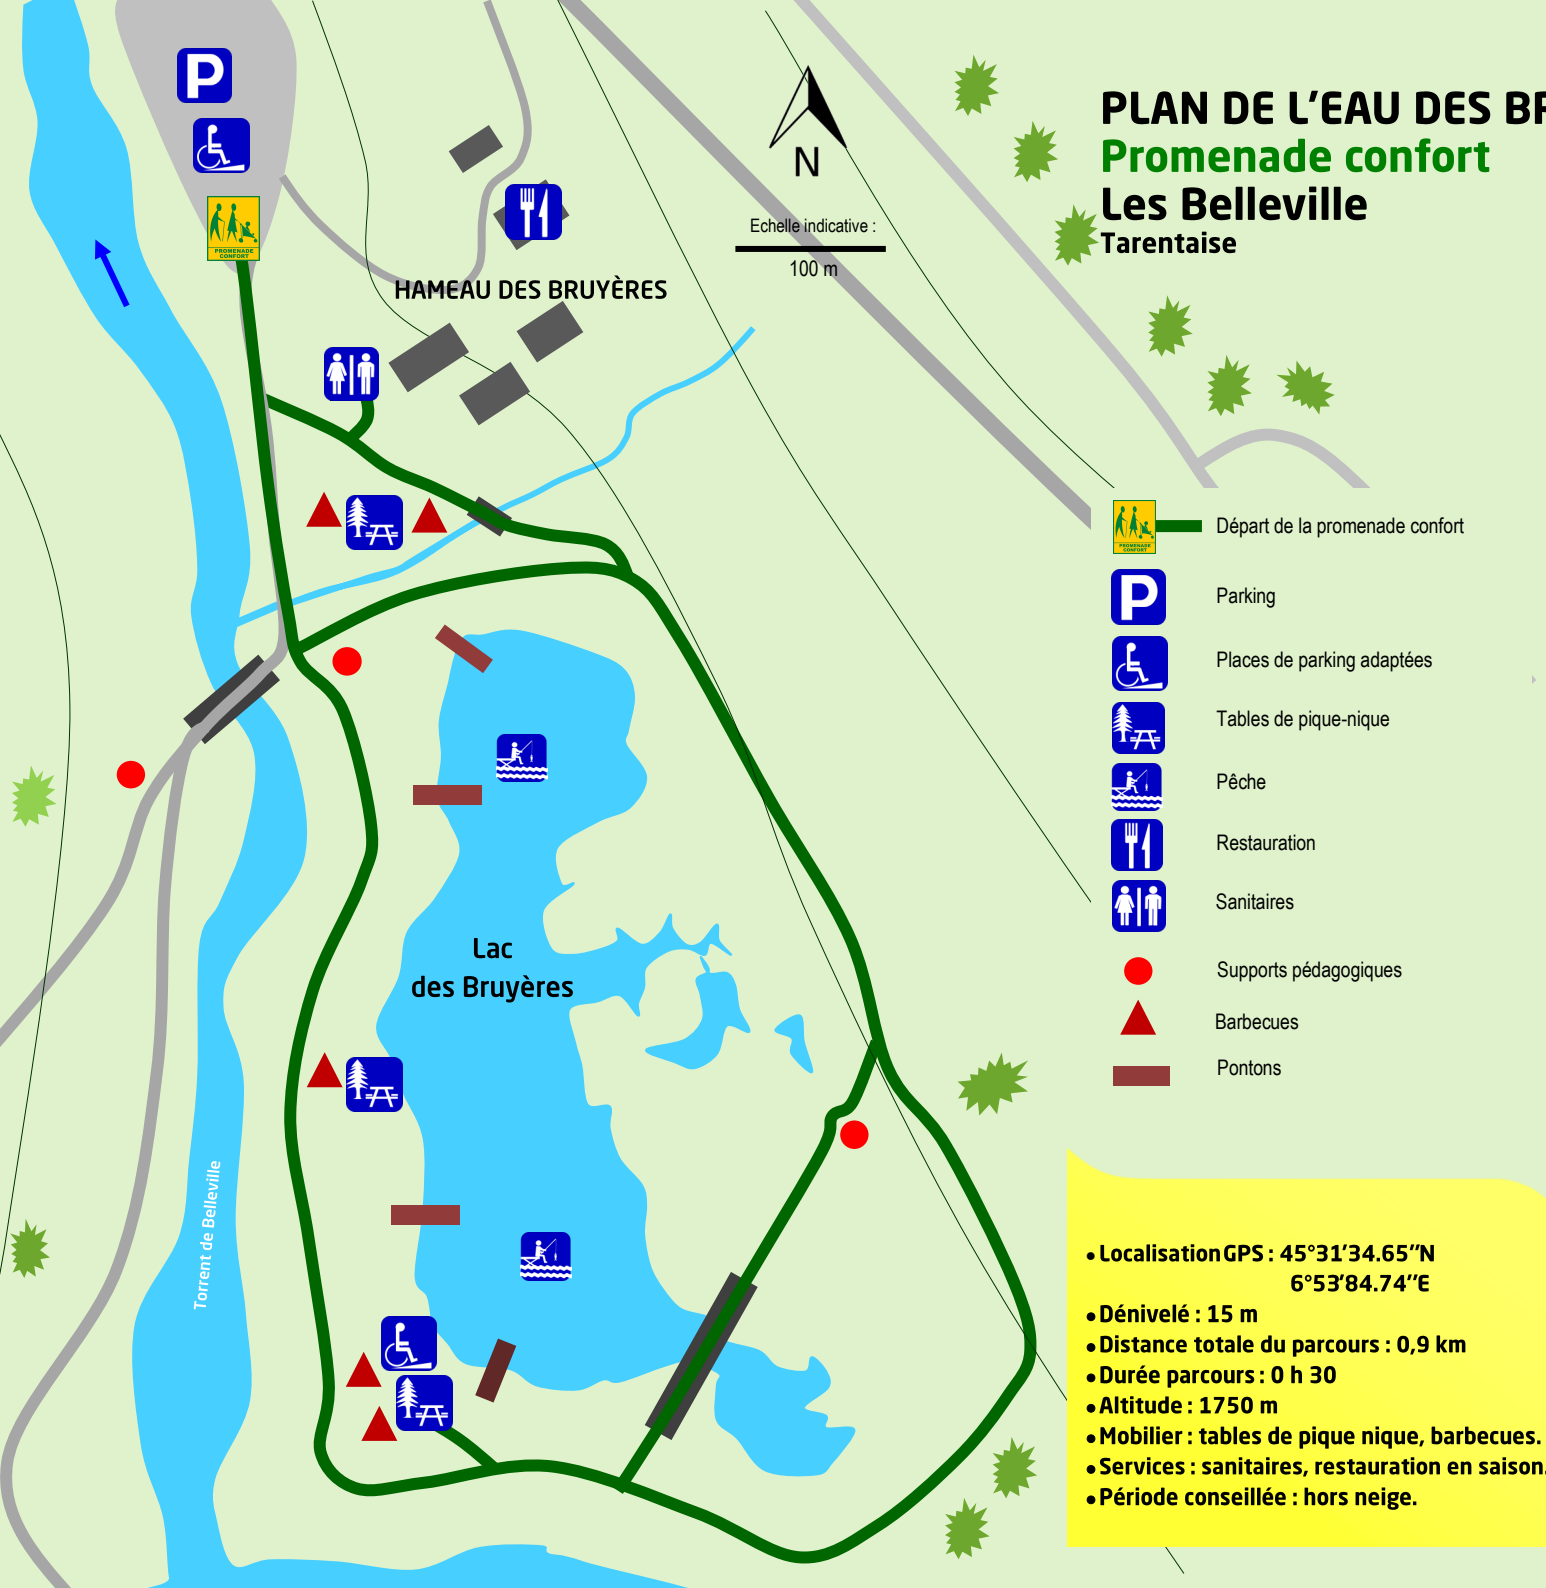 PLAN DE L'EAU DES BR
Promenade confort
Les Belleville
Tarentaise
P
PROMENADE
CONFORT
N
Echelle indicative :
100 m
HAMEAU DES BRUYÈRES
PROMENADE
CONFORT
Départ de la promenade confort
P
Parking
Places de parking adaptées
Tables de pique-nique
Pêche
Restauration
Sanitaires
Supports pédagogiques
Barbecues
Pontons
Lac
des Bruyères
Torrent de Belleville
• Localisation GPS : 45°31'34.65"N
6°53'84.74"E
• Dénivelé : 15 m
• Distance totale du parcours : 0,9 km
• Durée parcours : 0 h 30
• Altitude : 1750 m
• Mobilier : tables de pique nique, barbecues.
• Services : sanitaires, restauration en saison.
• Période conseillée : hors neige.